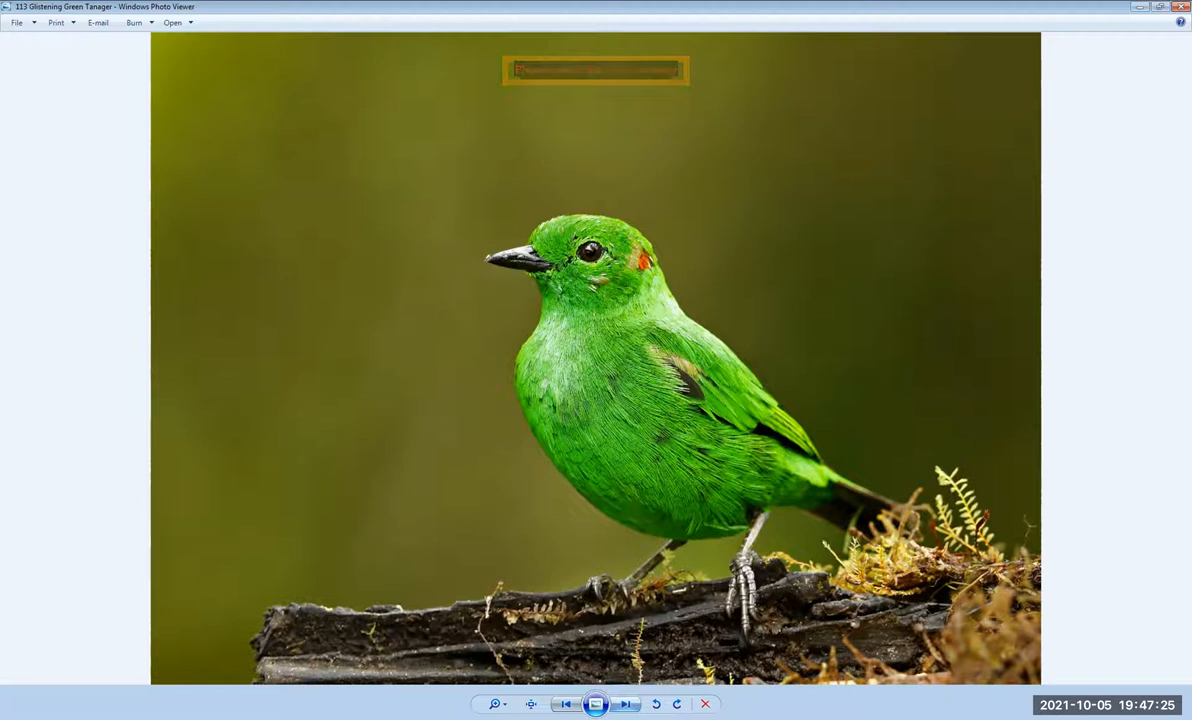 113 Glistening Green Tanager - Windows Photo Viewer
File Print E-mail Burn Open
2021-10-05 19:47:25